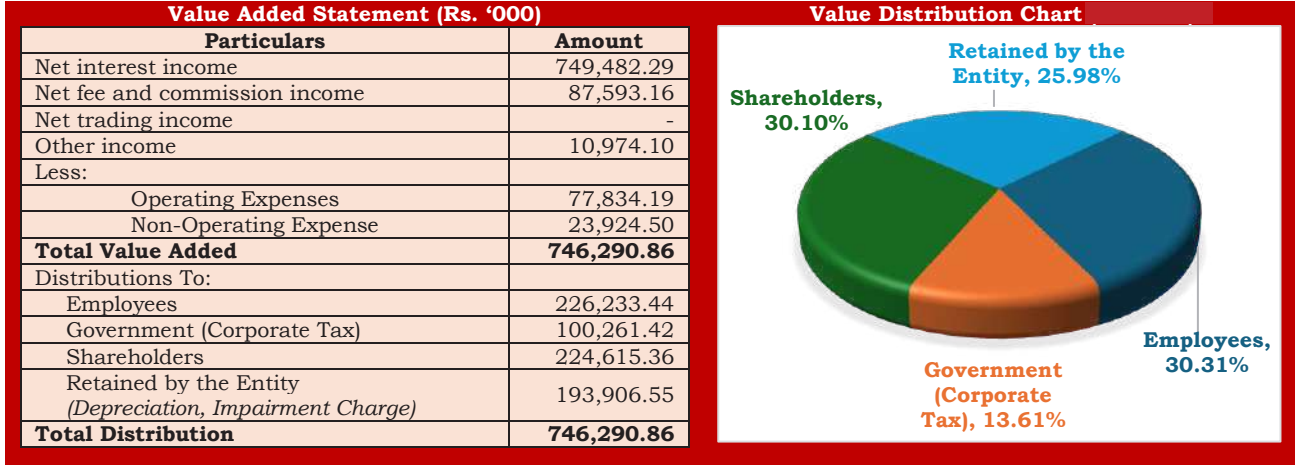 Value Added Statement (Rs. ‘000)
Particulars Amount
Net interest income 749,482.29
Net fee and commission income 87,593.16
Net trading income -
Other income 10,974.10
Less:
Operating Expenses 77,834.19
Non-Operating Expense 23,924.50
Total Value Added 746,290.86
Distributions To:
Employees 226,233.44
Government (Corporate Tax) 100,261.42
Shareholders 224,615.36
Retained by the Entity
(Depreciation, Impairment Charge) 193,906.55
Total Distribution 746,290.86
Value Distribution Chart
Retained by the
Entity, 25.98%
Shareholders,
30.10%
Employees,
30.31%
Government
(Corporate
Tax), 13.61%